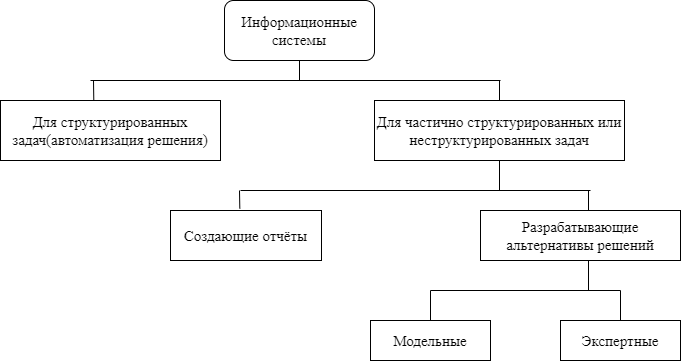 Информационные
системы
Для структурированных
задач(автоматизация решения)
Для частично структурированных или
неструктурированных задач
Создающие отчёты
Разрабатывающие
альтернативы решений
Модельные
Экспертные